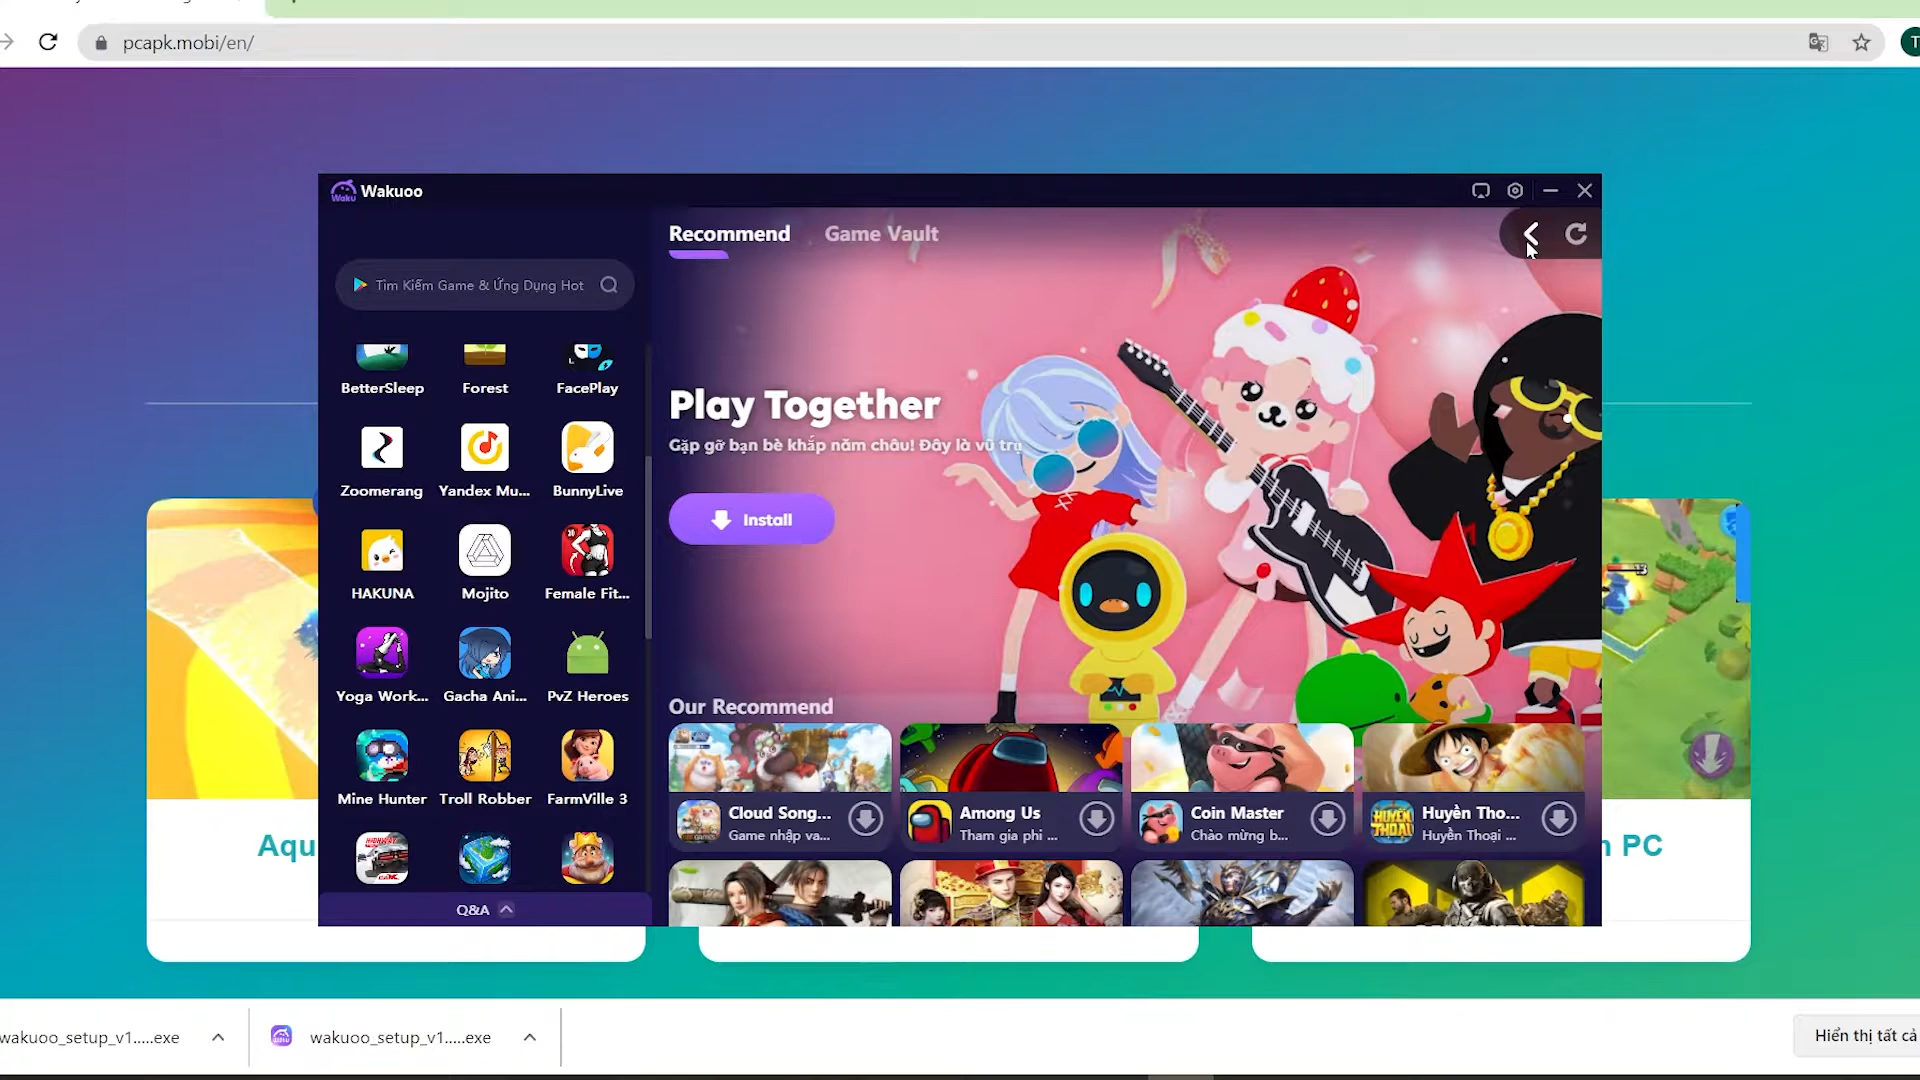 pcapk.mobi/en/
T
Waku
Wakuoo
Recommend
Game Vault
Tìm Kiếm Game & Ứng Dụng Hot
BetterSleep
Forest
FacePlay
Zoomerang
Yandex Mu...
BunnyLive
HAKUNA
Mojito
Female Fit...
Yoga Work...
Gacha Ani...
PvZ Heroes
Mine Hunter
Troll Robber
FarmVille 3
Q&A
Play Together
Gặp gỡ bạn bè khắp năm châu! Đây là vũ trụ
Install
Our Recommend
Cloud Song...
Game nhập va...
Among Us
Tham gia phi ...
Coin Master
Chào mừng b...
HUYỀN THOẠI
Huyền Tho...
Huyền Thoại ...
Aqu
n PC
wakuoo_setup_v1.....exe
wakuoo_setup_v1.....exe
Hiển thị tất cả